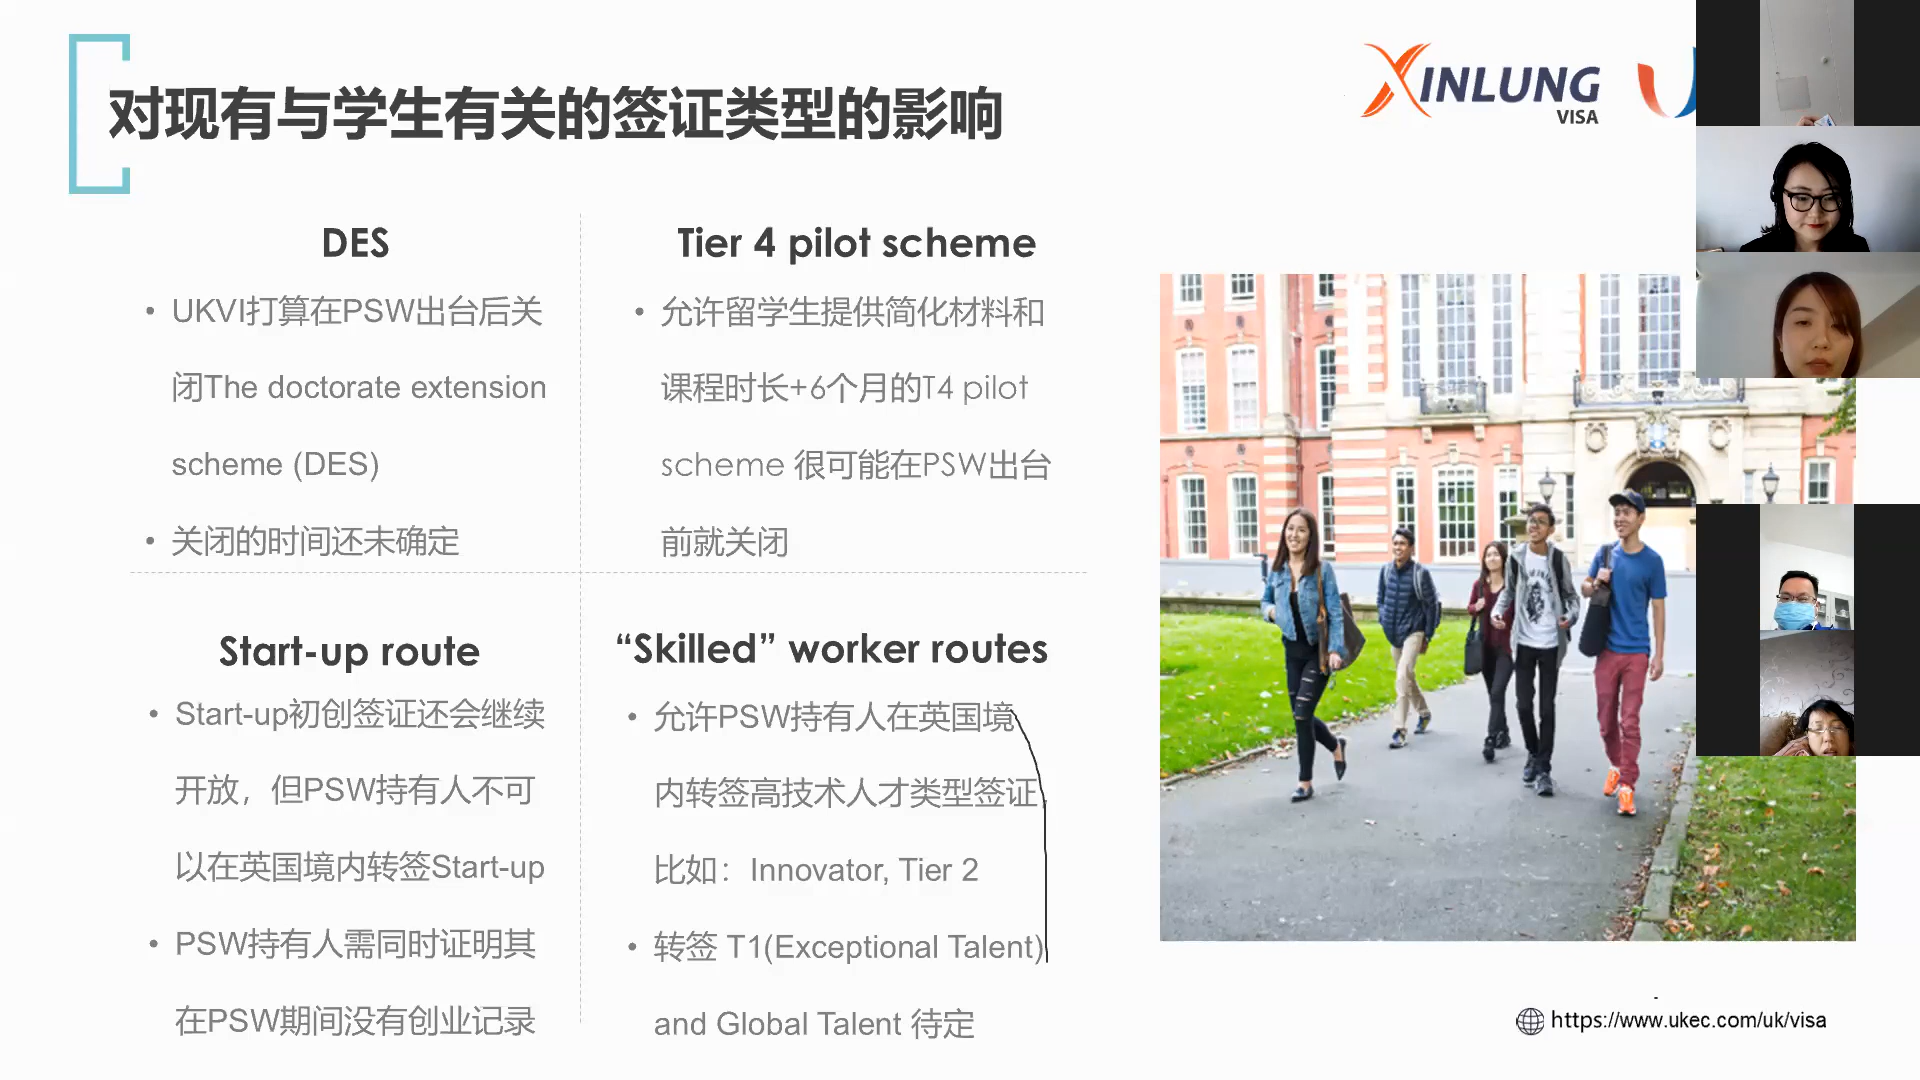 对现有与学生有关的签证类型的影响
XINLUNG
VISA
U
DES
• UKVI打算在PSW出台后关
闭The doctorate extension
scheme (DES)
• 关闭的时间还未确定
Tier 4 pilot scheme
• 允许留学生提供简化材料和
课程时长+6个月的T4 pilot
scheme 很可能在PSW出台
前就关闭
Start-up route
• Start-up初创签证还会继续
开放，但PSW持有人不可
以在英国境内转签Start-up
• PSW持有人需同时证明其
在PSW期间没有创业记录
“Skilled” worker routes
• 允许PSW持有人在英国境
内转签高技术人才类型签证，
比如：Innovator, Tier 2
• 转签 T1(Exceptional Talent)
and Global Talent 待定
https://www.ukec.com/uk/visa